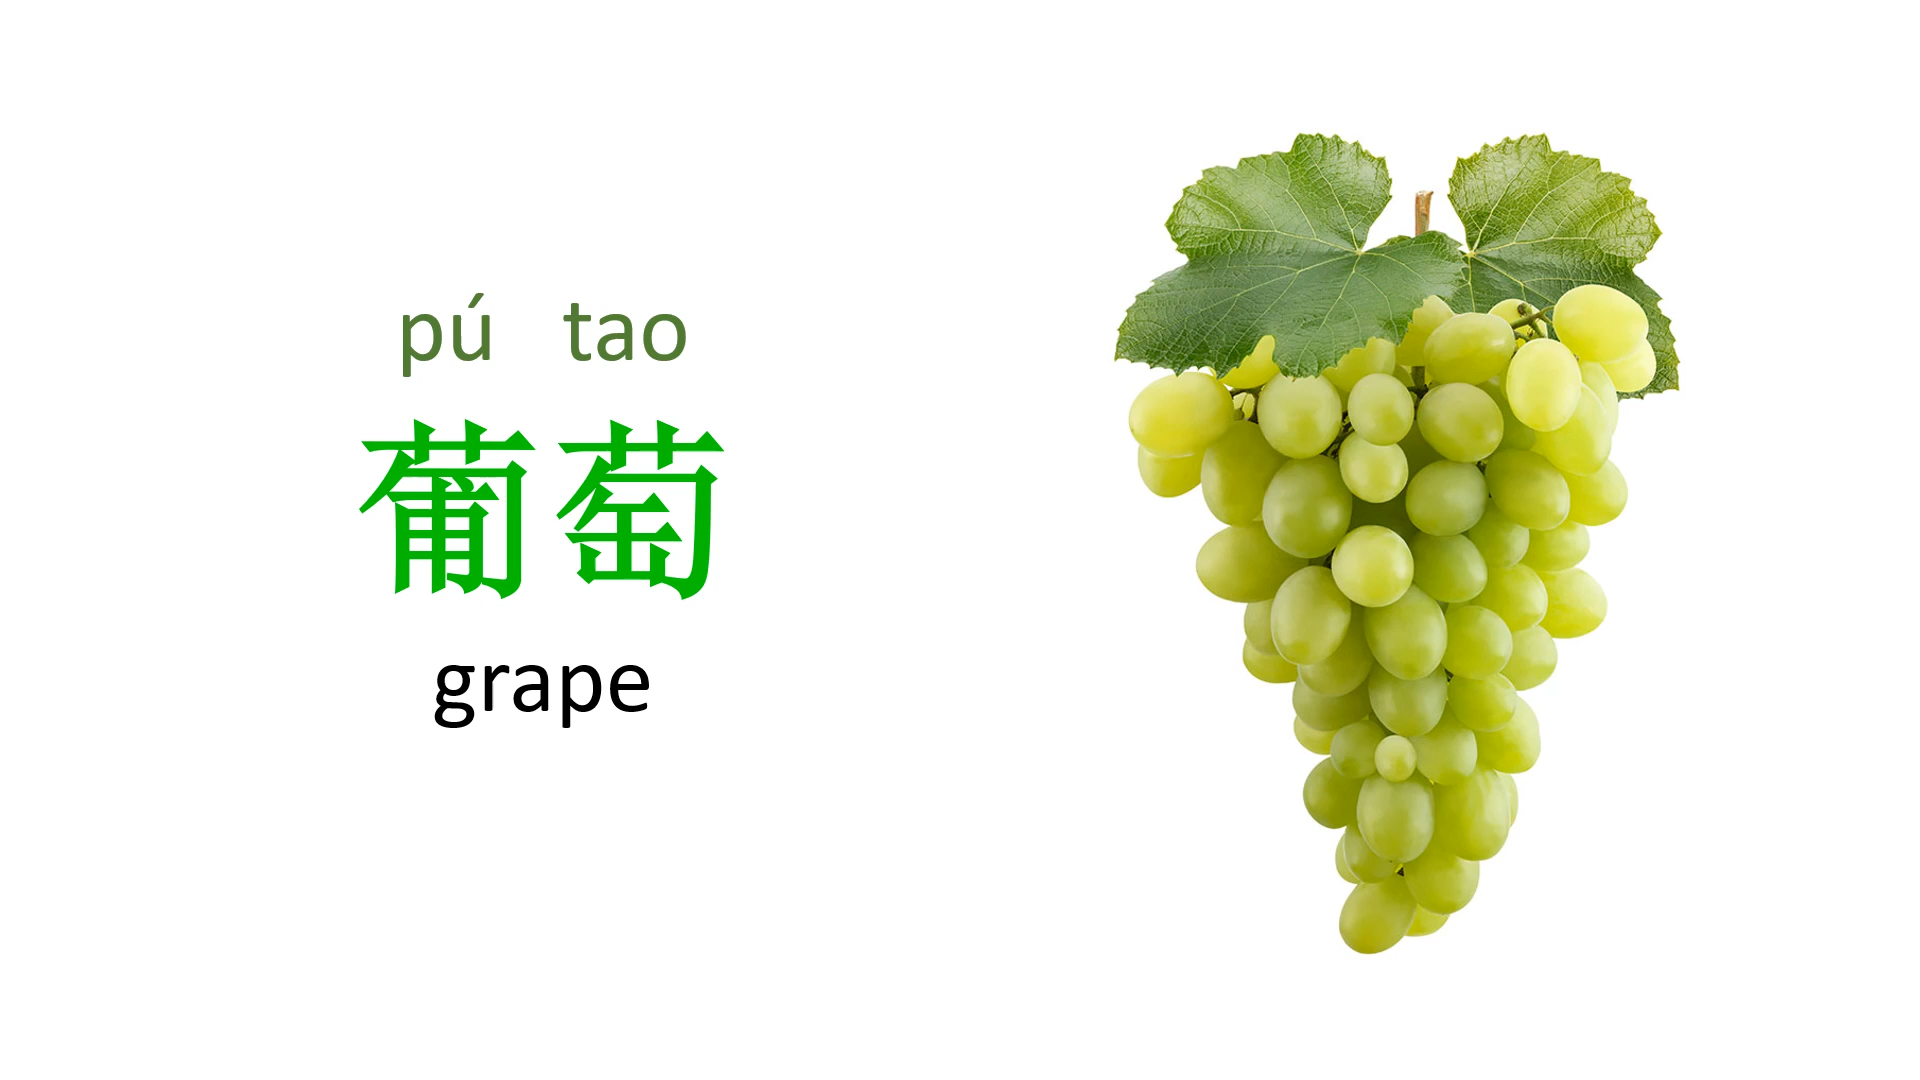 pú tao
葡萄
grape